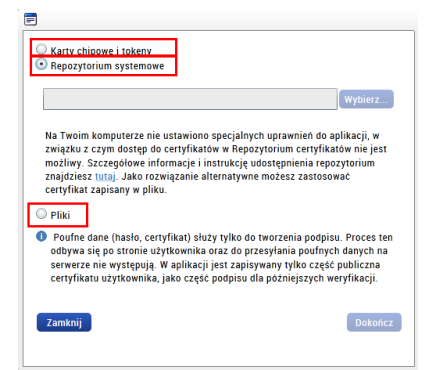 Karty chipowe i tokeny
Repozytorium systemowe
Wybierz...
Na Twoim komputerze nie ustawiono specjalnych uprawnień do aplikacji, w
związku z czym dostęp do certyfikatów w Repozytorium certyfikatów nie jest
możliwy. Szczegółowe informacje i instrukcję udostępnienia repozytorium
znajdziesz tutaj. Jako rozwiązanie alternatywne możesz zastosować
certyfikat zapisany w pliku.
Pliki
Poufne dane (hasło, certyfikat) służy tylko do tworzenia podpisu. Proces ten
odbywa się po stronie użytkownika oraz do przesyłania poufnych danych na
serwerze nie występują. W aplikacji jest zapisywany tylko część publiczna
certyfikatu użytkownika, jako część podpisu dla późniejszych weryfikacji.
Zamknij
Dokończ